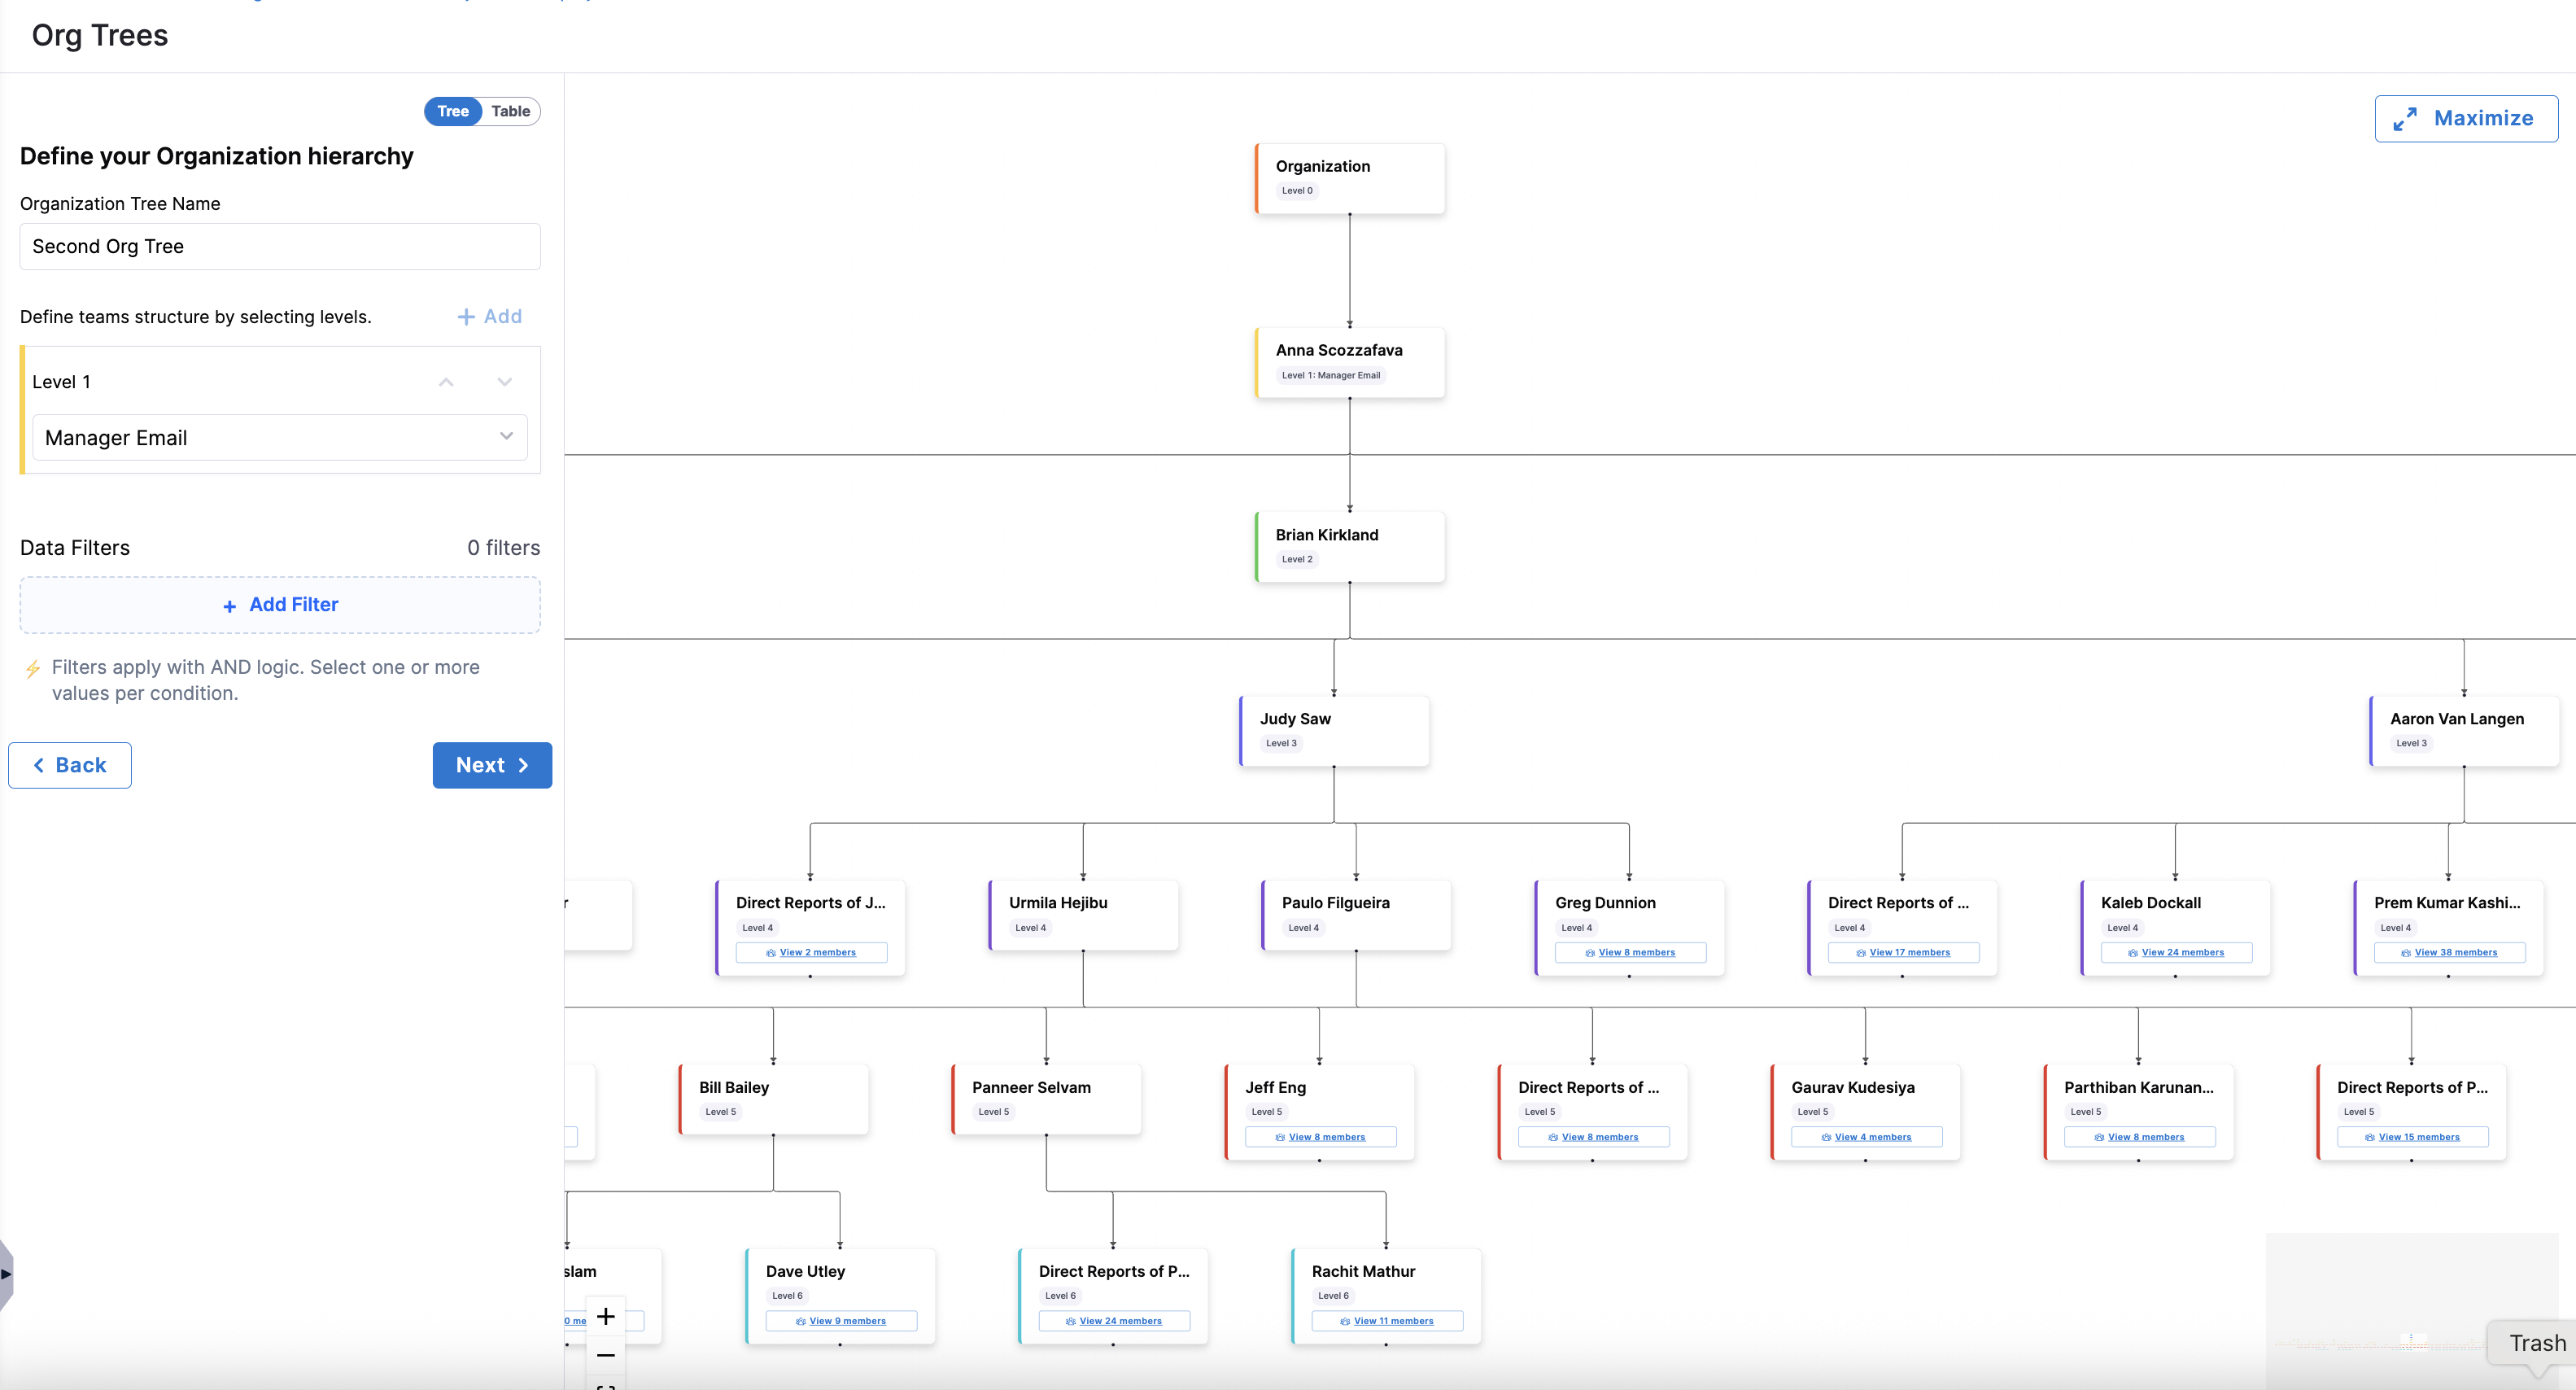 Org Trees
Tree Table
Maximize
Define your Organization hierarchy
Organization Tree Name
Second Org Tree
Define teams structure by selecting levels.
+ Add
Level 1
Manager Email
Data Filters
0 filters
+ Add Filter
Filters apply with AND logic. Select one or more
values per condition.
Back
Next
Organization
Level 0
Anna Scozzafava
Level 1: Manager Email
Brian Kirkland
Level 2
Judy Saw
Level 3
Aaron Van Langen
Level 3
r
Direct Reports of J...
Level 4
View 2 members
Urmila Hejibu
Level 4
Paulo Filgueira
Level 4
Greg Dunnion
Level 4
View 8 members
Direct Reports of ...
Level 4
View 17 members
Kaleb Dockall
Level 4
View 24 members
Prem Kumar Kashi...
Level 4
View 38 members
Bill Bailey
Level 5
Panneer Selvam
Level 5
Jeff Eng
Level 5
View 8 members
Direct Reports of ...
Level 5
View 8 members
Gaurav Kudesiya
Level 5
View 4 members
Parthiban Karunan...
Level 5
View 8 members
Direct Reports of P...
Level 5
View 15 members
slam
0 me
Dave Utley
Level 6
View 9 members
Direct Reports of P...
Level 6
View 24 members
Rachit Mathur
Level 6
View 11 members
Trash